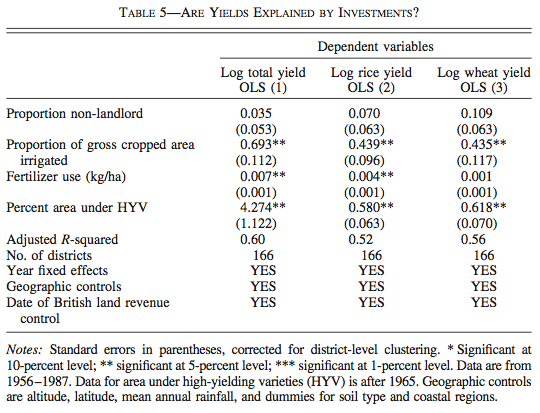 TABLE 5—ARE YIELDS EXPLAINED BY INVESTMENTS?
Dependent variables
Log total yield Log rice yield Log wheat yield
OLS (1) OLS (2) OLS (3)
Proportion non-landlord 0.035 0.070 0.109
(0.053) (0.063) (0.063)
Proportion of gross cropped area 0.693** 0.439** 0.435**
irrigated (0.112) (0.096) (0.117)
Fertilizer use (kg/ha) 0.007** 0.004** 0.001
(0.001) (0.001) (0.001)
Percent area under HYV 4.274** 0.580** 0.618**
(1.122) (0.063) (0.070)
Adjusted R-squared 0.60 0.52 0.56
No. of districts 166 166 166
Year fixed effects YES YES YES
Geographic controls YES YES YES
Date of British land revenue YES YES YES
control
Notes: Standard errors in parentheses, corrected for district-level clustering. * Significant at
10-percent level; ** significant at 5-percent level; *** significant at 1-percent level. Data are from
1956–1987. Data for area under high-yielding varieties (HYV) is after 1965. Geographic controls
are altitude, latitude, mean annual rainfall, and dummies for soil type and coastal regions.